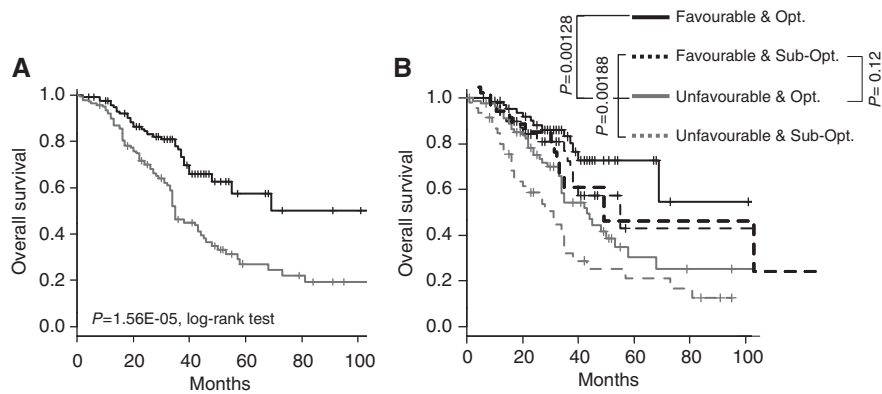 A
Overall survival
1.0
0.8
0.6
0.4
0.2
0.0
P=1.56E-05, log-rank test
0 20 40 60 80 100
Months
B
Overall survival
1.0
0.8
0.6
0.4
0.2
0.0
0 20 40 60 80 100
Months
P=0.00128
P=0.00188
Favourable & Opt.
Favourable & Sub-Opt.
Unfavourable & Opt.
Unfavourable & Sub-Opt.
P= 0.12